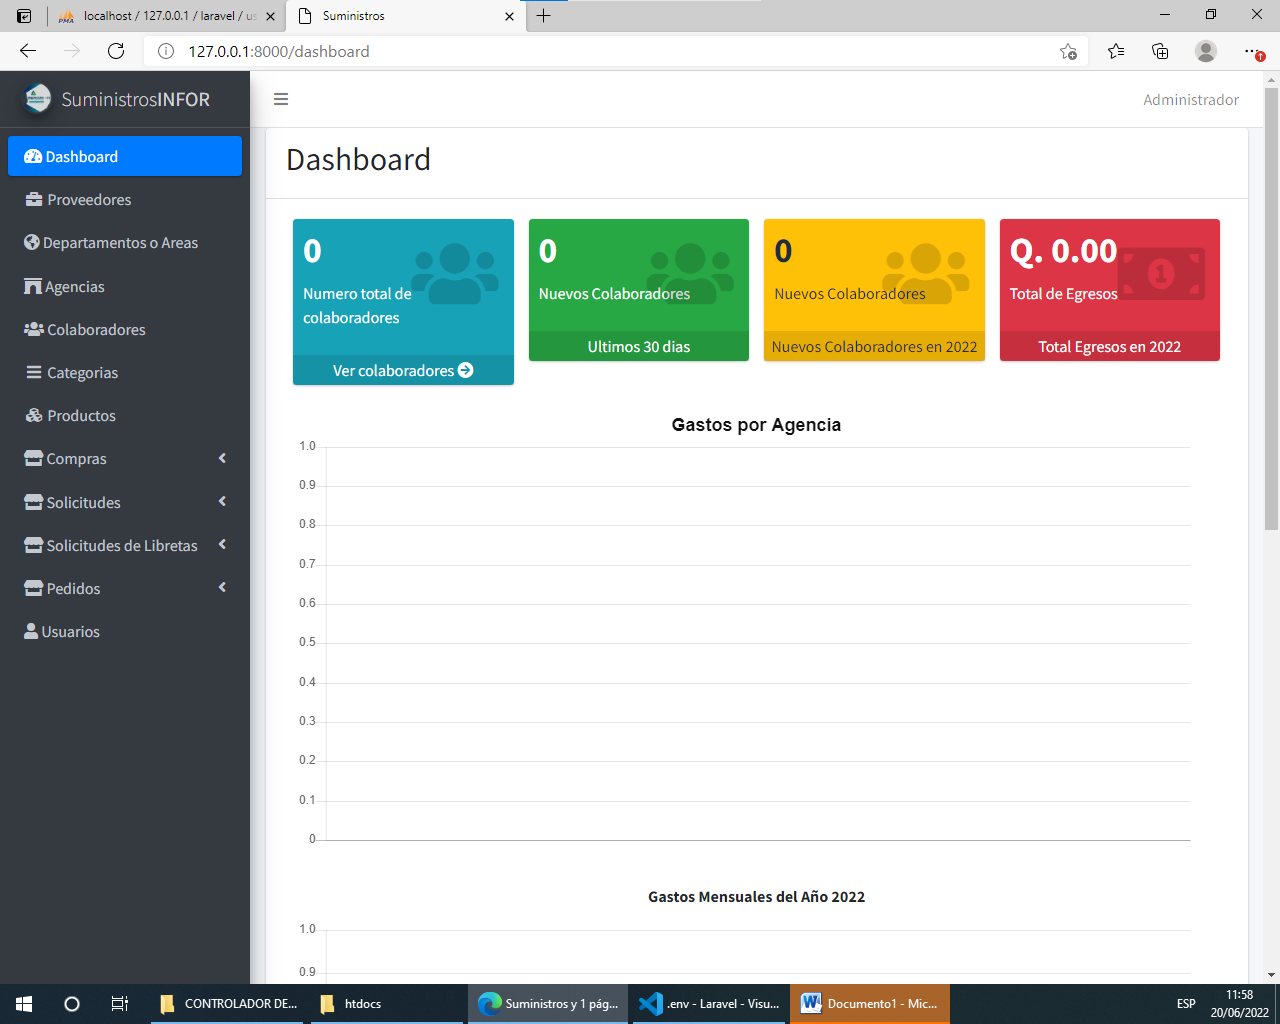 localhost / 127.0.0.1 / laravel / us
Suministros
127.0.0.1:8000/dashboard
SuministrosINFOR
Administrador
Dashboard
Proveedores
Departamentos o Areas
Agencias
Colaboradores
Categorias
Productos
Compras
Solicitudes
Solicitudes de Libretas
Pedidos
Usuarios
Dashboard
0
Numero total de
colaboradores
Ver colaboradores
0
Nuevos Colaboradores
Ultimos 30 dias
0
Nuevos Colaboradores
Nuevos Colaboradores en 2022
Q. 0.00
Total de Egresos
Total Egresos en 2022
Gastos por Agencia
1.0
0.9
0.8
0.7
0.6
0.5
0.4
0.3
0.2
0.1
0
Gastos Mensuales del Año 2022
1.0
0.9
CONTROLADOR DE...
htdocs
Suministros y 1 pág...
.env - Laravel - Visu...
Documento1 - Mic...
ESP
11:58
20/06/2022